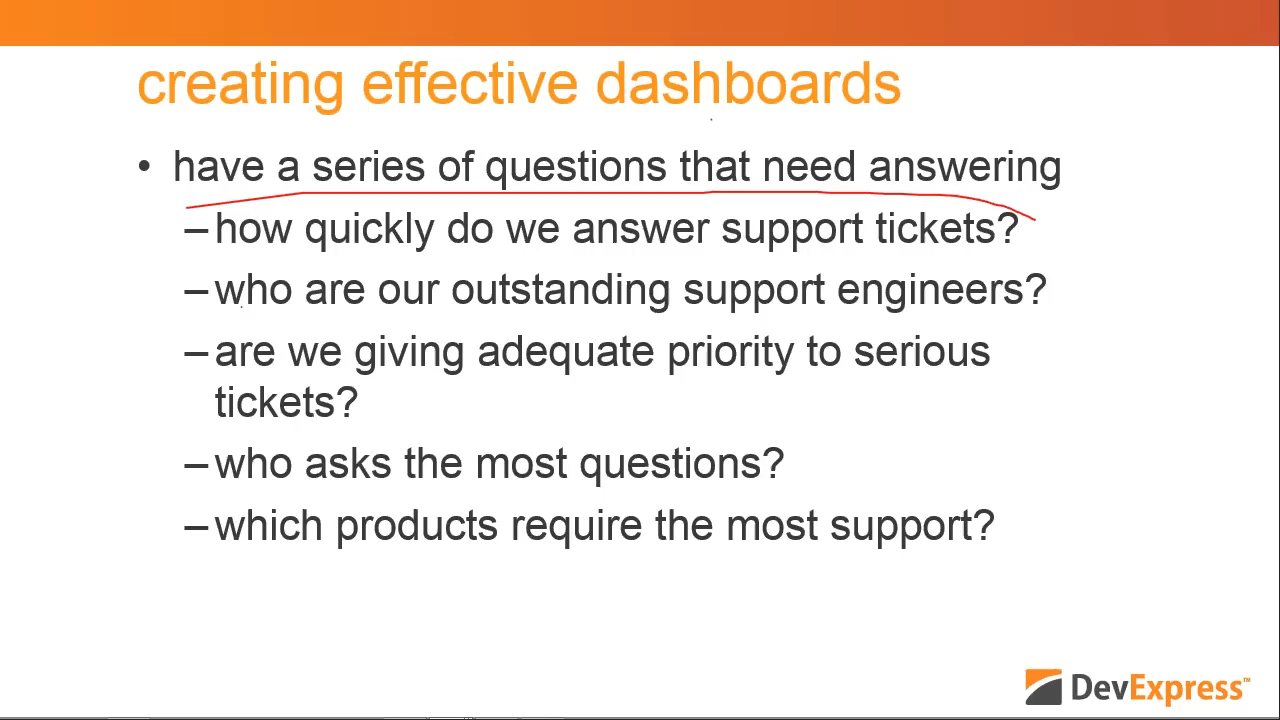 creating effective dashboards
• have a series of questions that need answering
– how quickly do we answer support tickets?
– who are our outstanding support engineers?
– are we giving adequate priority to serious
tickets?
– who asks the most questions?
– which products require the most support?
DevExpress™